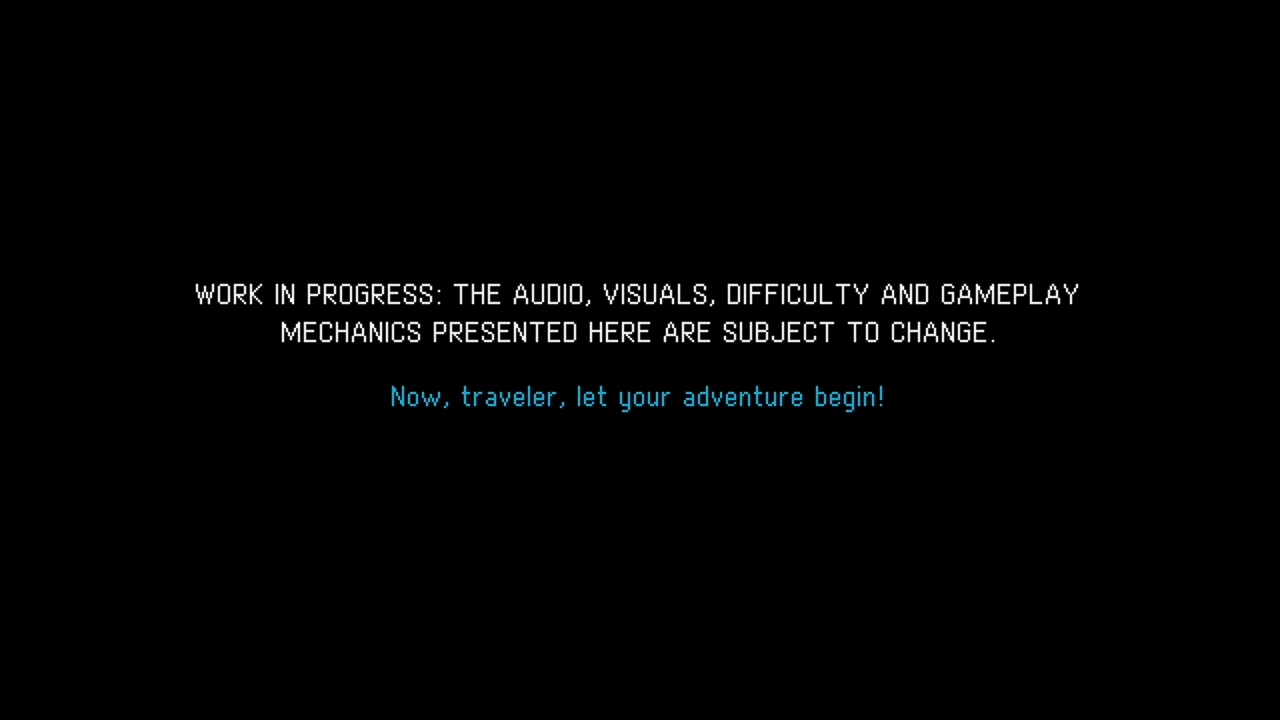 WORK IN PROGRESS: THE AUDIO, VISUALS, DIFFICULTY AND GAMEPLAY
MECHANICS PRESENTED HERE ARE SUBJECT TO CHANGE.
Now, traveler, let your adventure begin!